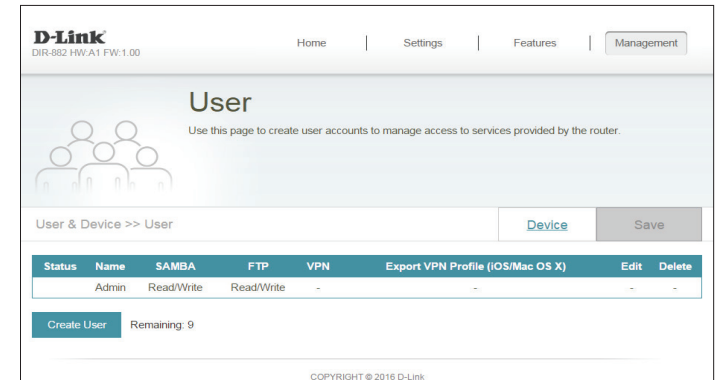 D-Link
DIR-882 HW:A1 FW:1.00
Home | Settings | Features | Management
User
Use this page to create user accounts to manage access to services provided by the router.
User & Device >> User
Device
Save
Status Name SAMBA FTP VPN Export VPN Profile (iOS/Mac OS X) Edit Delete
Admin Read/Write Read/Write - - - -
Create User Remaining: 9
COPYRIGHT © 2016 D-Link